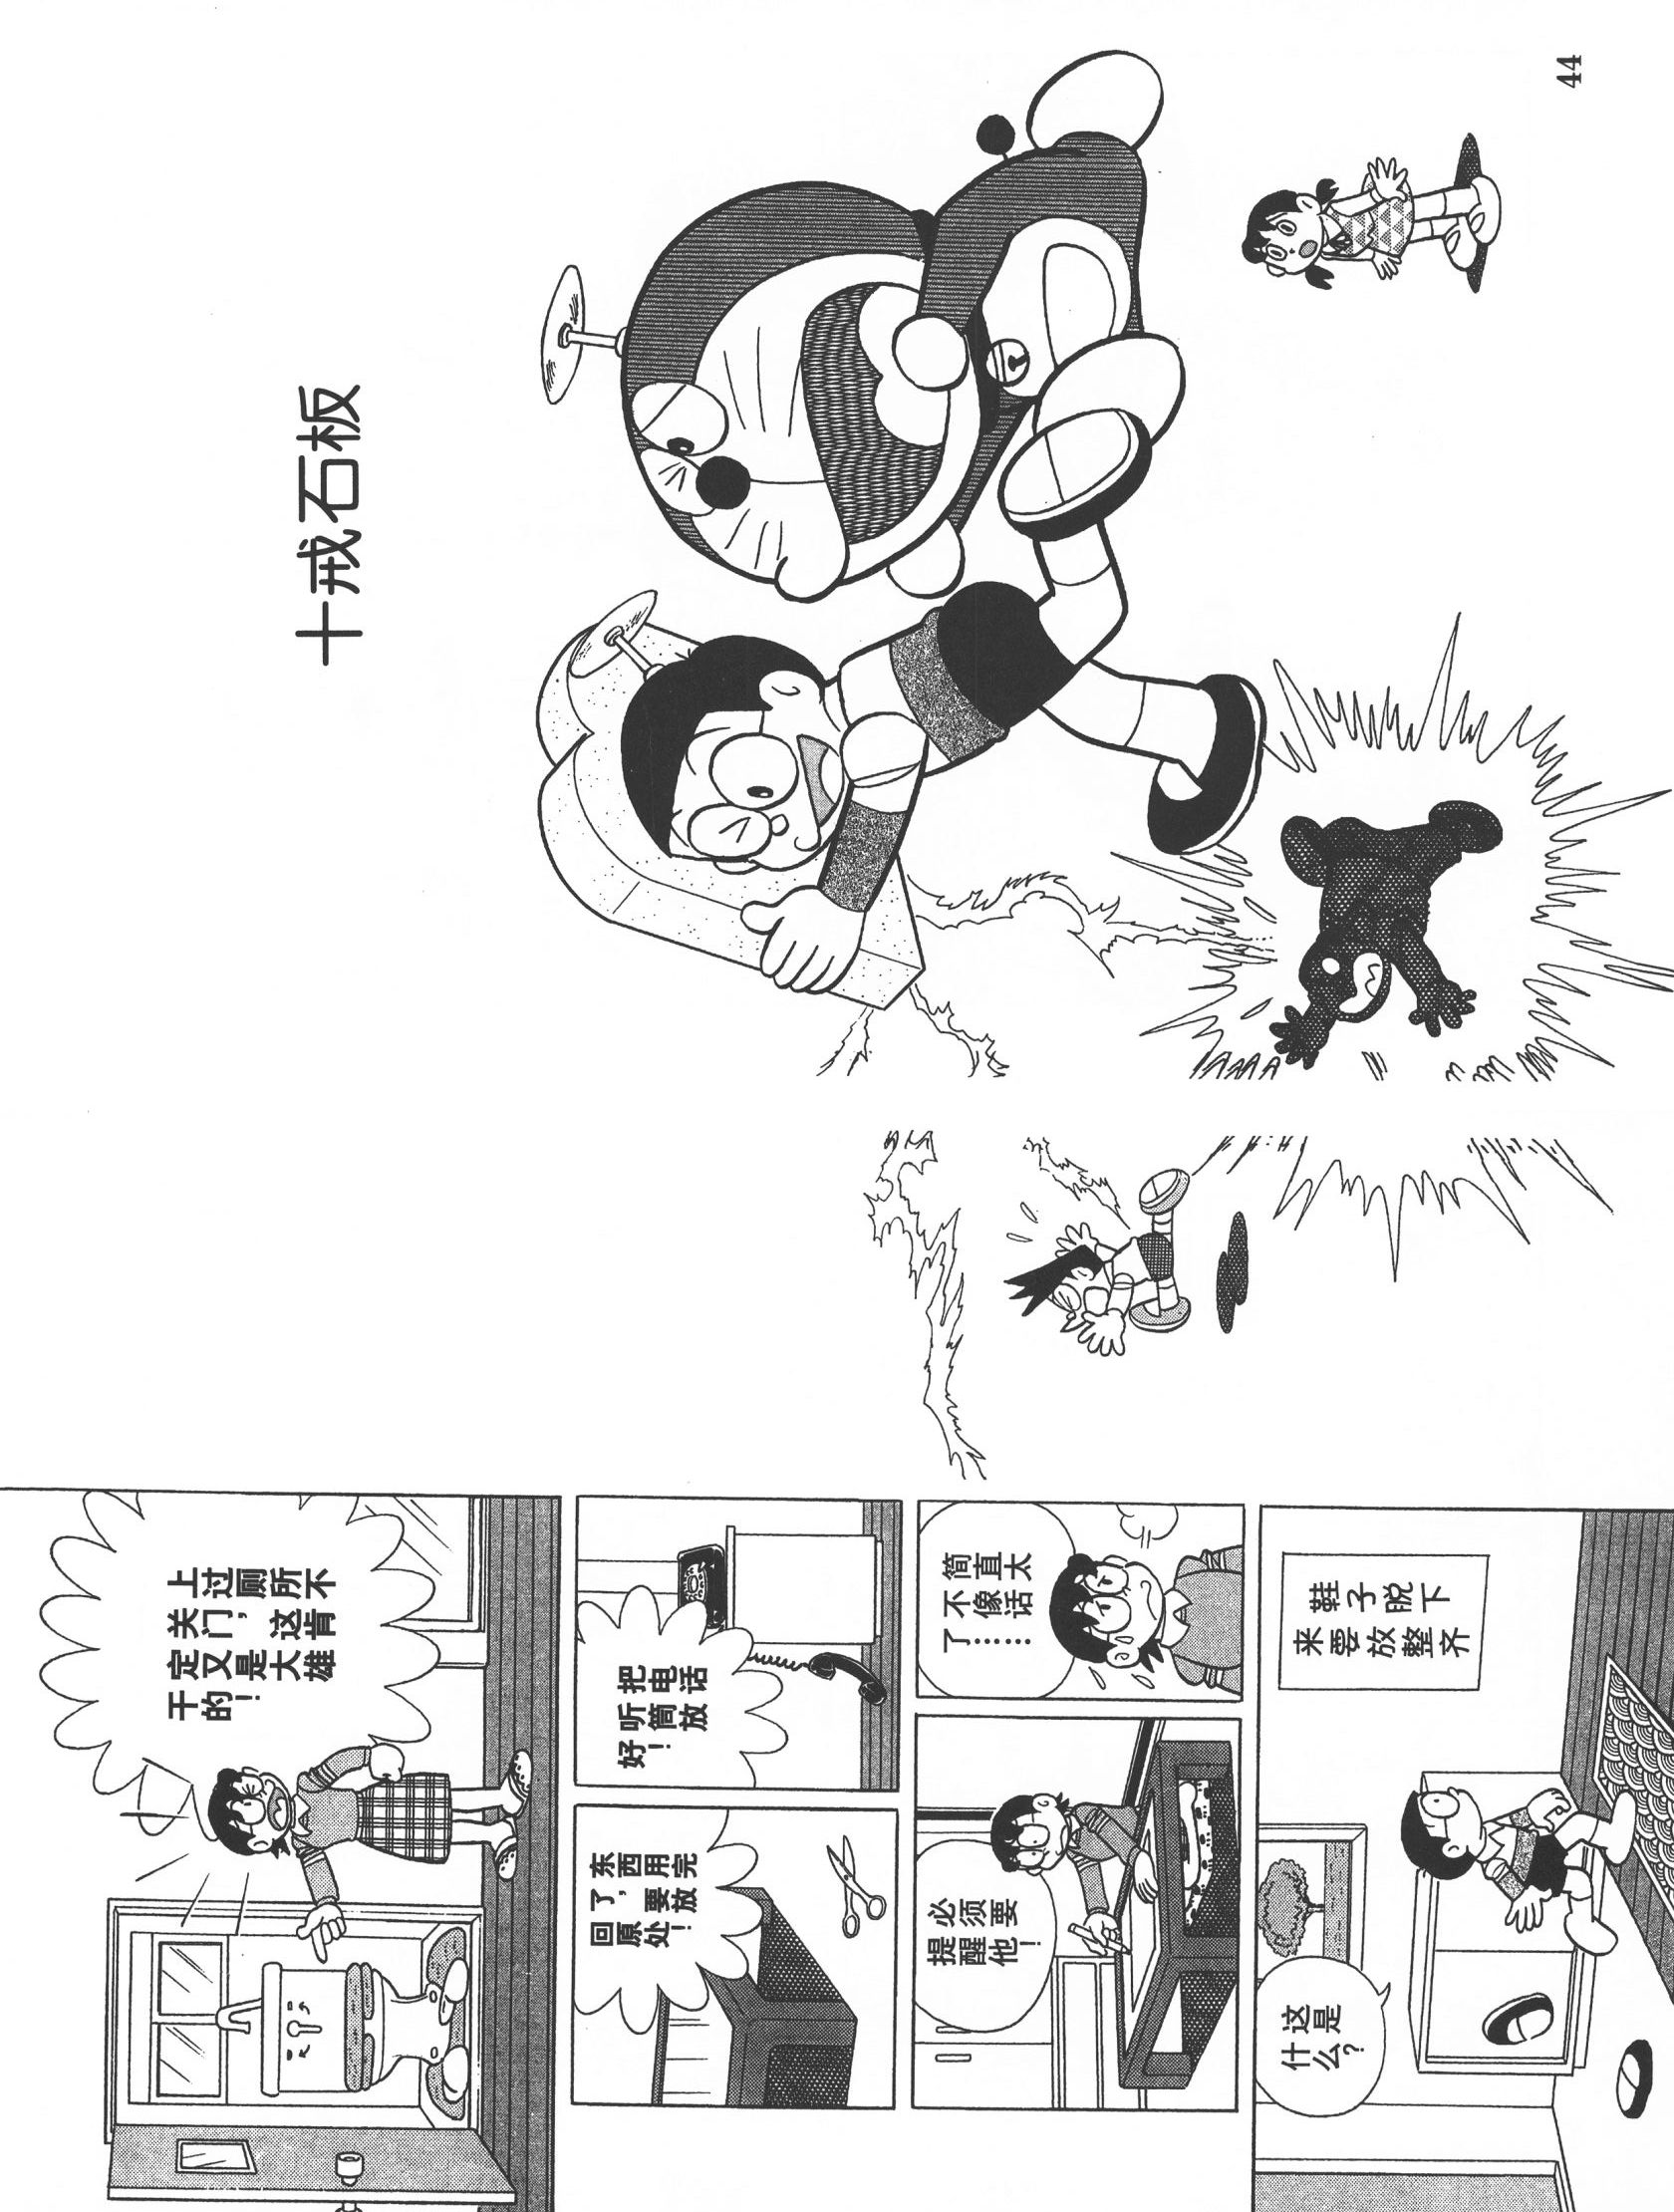 十戒石板
44
上过厕所不
关门，这肯
定又是大雄
干的！
把电话
听筒放
好！
东西用完
了，要放
回原处！
简直太
不像话
了……
必须要
提醒他！
鞋子脱下
来要放整齐
这是
什么？